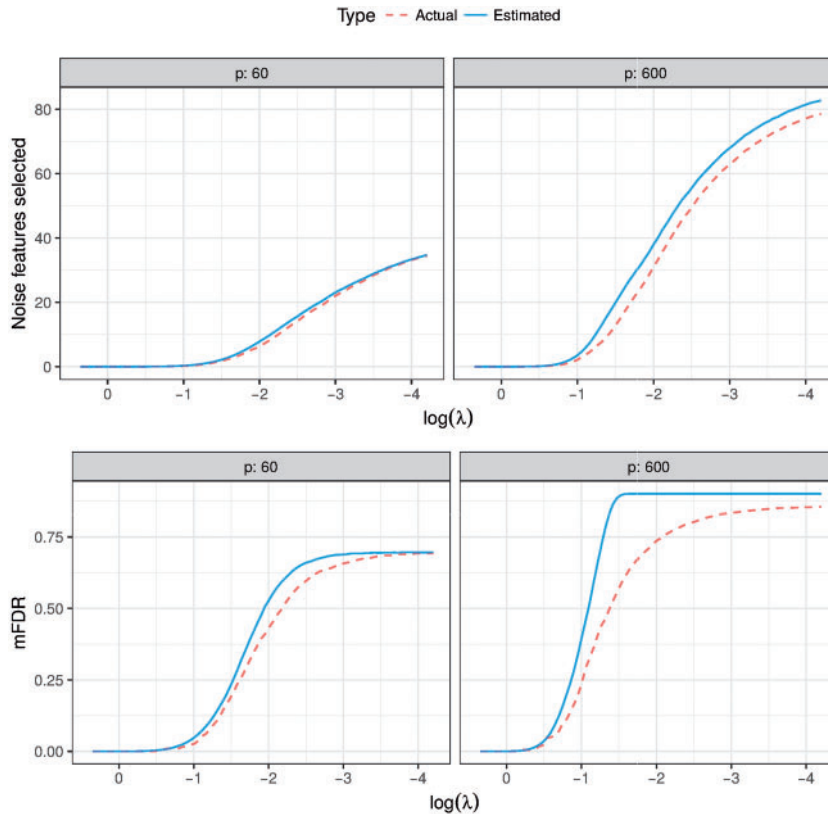 Type Actual Estimated
p: 60 p: 600
Noise features selected
80
60
40
20
0
0 −1 −2 −3 −4 0 −1 −2 −3 −4
log(λ)
p: 60 p: 600
mFDR
0.75
0.50
0.25
0.00
0 −1 −2 −3 −4 0 −1 −2 −3 −4
log(λ)